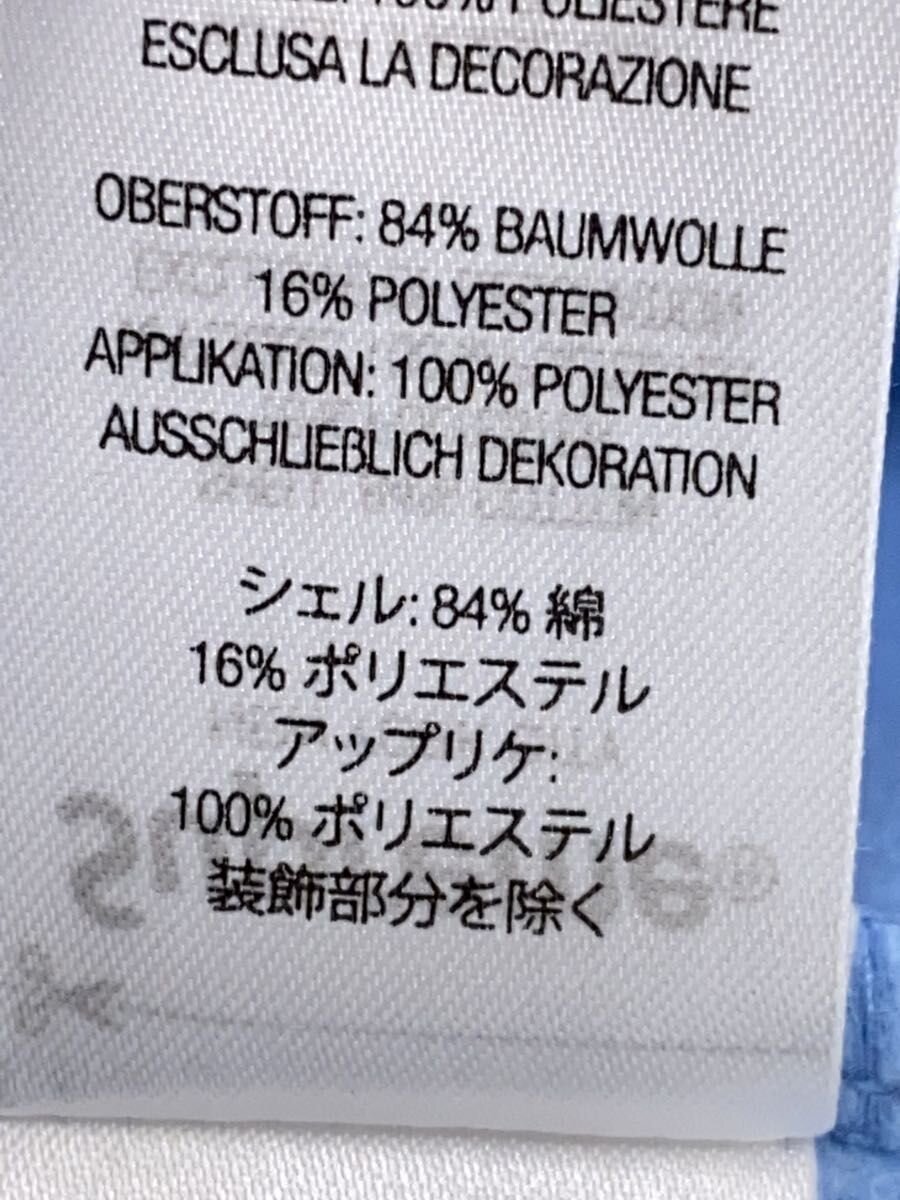 100% POLIESTERE
ESCLUSA LA DECORAZIONE
OBERSTOFF: 84% BAUMWOLLE
16% POLYESTER
APPLIKATION: 100% POLYESTER
AUSSCHLIEßLICH DEKORATION
シェル: 84% 綿
16% ポリエステル
アップリケ:
100% ポリエステル
装飾部分を除く